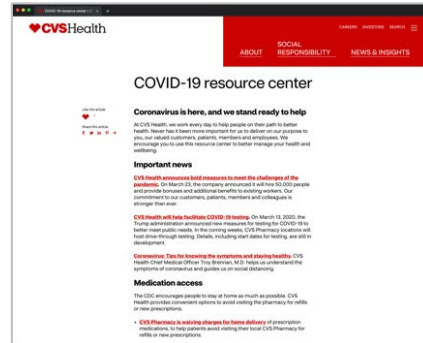 COVID-19 resource center
CVSHealth
CAREERS INVESTORS SEARCH
ABOUT
SOCIAL
RESPONSIBILITY
NEWS & INSIGHTS
COVID-19 resource center
Like the article
Share the article
Coronavirus is here, and we stand ready to help
At CVS Health, we work every day to help people on their path to better
health. Never has it been more important for us to deliver on our purpose to
you, our valued customers, patients, members and employees. We
encourage you to use this resource center to better manage your health and
wellbeing.
Important news
CVS Health announces bold measures to meet the challenges of the
pandemic. On March 23, the company announced it will hire 50,000 people
and provide bonuses and additional benefits to existing workers. Our
commitment to our customers, patients, members and colleagues is
stronger than ever.
CVS Health will help facilitate COVID-19 testing. On March 13, 2020, the
Trump administration announced new measures for testing for COVID-19 to
better meet public needs. In the coming weeks, CVS Pharmacy locations will
host drive-through testing. Details, including start dates for testing, are still in
development.
Coronavirus: Tips for knowing the symptoms and staying healthy. CVS
Health Chief Medical Officer Troy Brennan, M.D. helps us understand the
symptoms of coronavirus and guides us on social distancing.
Medication access
The CDC encourages people to stay at home as much as possible. CVS
Health provides convenient options to avoid visiting the pharmacy for refills
or new prescriptions.
• CVS Pharmacy is waiving charges for home delivery of prescription
medications, to help patients avoid visiting their local CVS Pharmacy for
refills or new prescriptions.